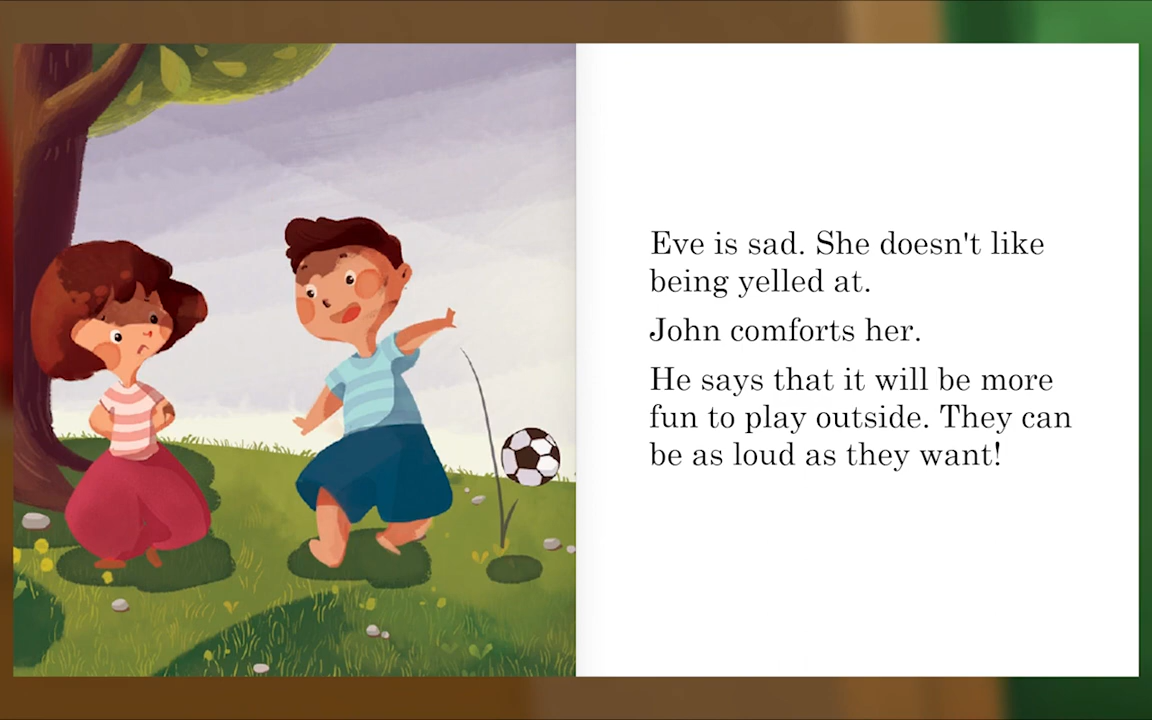 Eve is sad. She doesn't like
being yelled at.
John comforts her.
He says that it will be more
fun to play outside. They can
be as loud as they want!